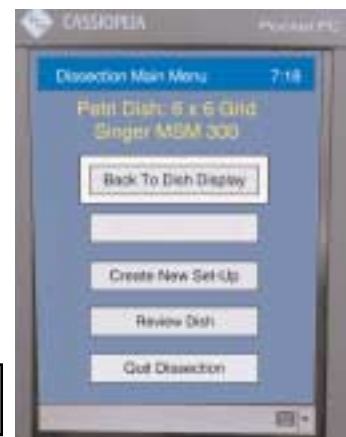 CASSIOPEIA Pocket PC
Dissection Main Menu 7:18
Petri Dish: 6 x 6 Grid
Singer MSM 300
Back To Dish Display
Create New Set-Up
Review Dish
Quit Dissection